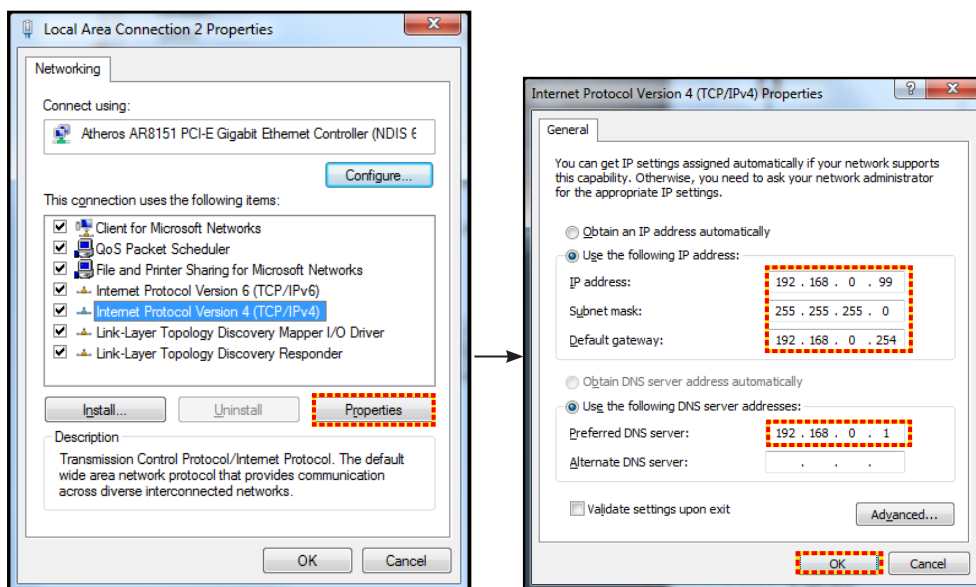 Local Area Connection 2 Properties
Networking
Connect using:
Atheros AR8151 PCI-E Gigabit Ethernet Controller (NDIS 6
Configure...
This connection uses the following items:
Client for Microsoft Networks
QoS Packet Scheduler
File and Printer Sharing for Microsoft Networks
Internet Protocol Version 6 (TCP/IPv6)
Internet Protocol Version 4 (TCP/IPv4)
Link-Layer Topology Discovery Mapper I/O Driver
Link-Layer Topology Discovery Responder
Install...
Uninstall
Properties
Description
Transmission Control Protocol/Internet Protocol. The default
wide area network protocol that provides communication
across diverse interconnected networks.
OK
Cancel
Internet Protocol Version 4 (TCP/IPv4) Properties
General
You can get IP settings assigned automatically if your network supports
this capability. Otherwise, you need to ask your network administrator
for the appropriate IP settings.
Obtain an IP address automatically
Use the following IP address:
IP address: 192 . 168 . 0 . 99
Subnet mask: 255 . 255 . 255 . 0
Default gateway: 192 . 168 . 0 . 254
Obtain DNS server address automatically
Use the following DNS server addresses:
Preferred DNS server: 192 . 168 . 0 . 1
Alternate DNS server: . . .
Validate settings upon exit
Advanced...
OK
Cancel